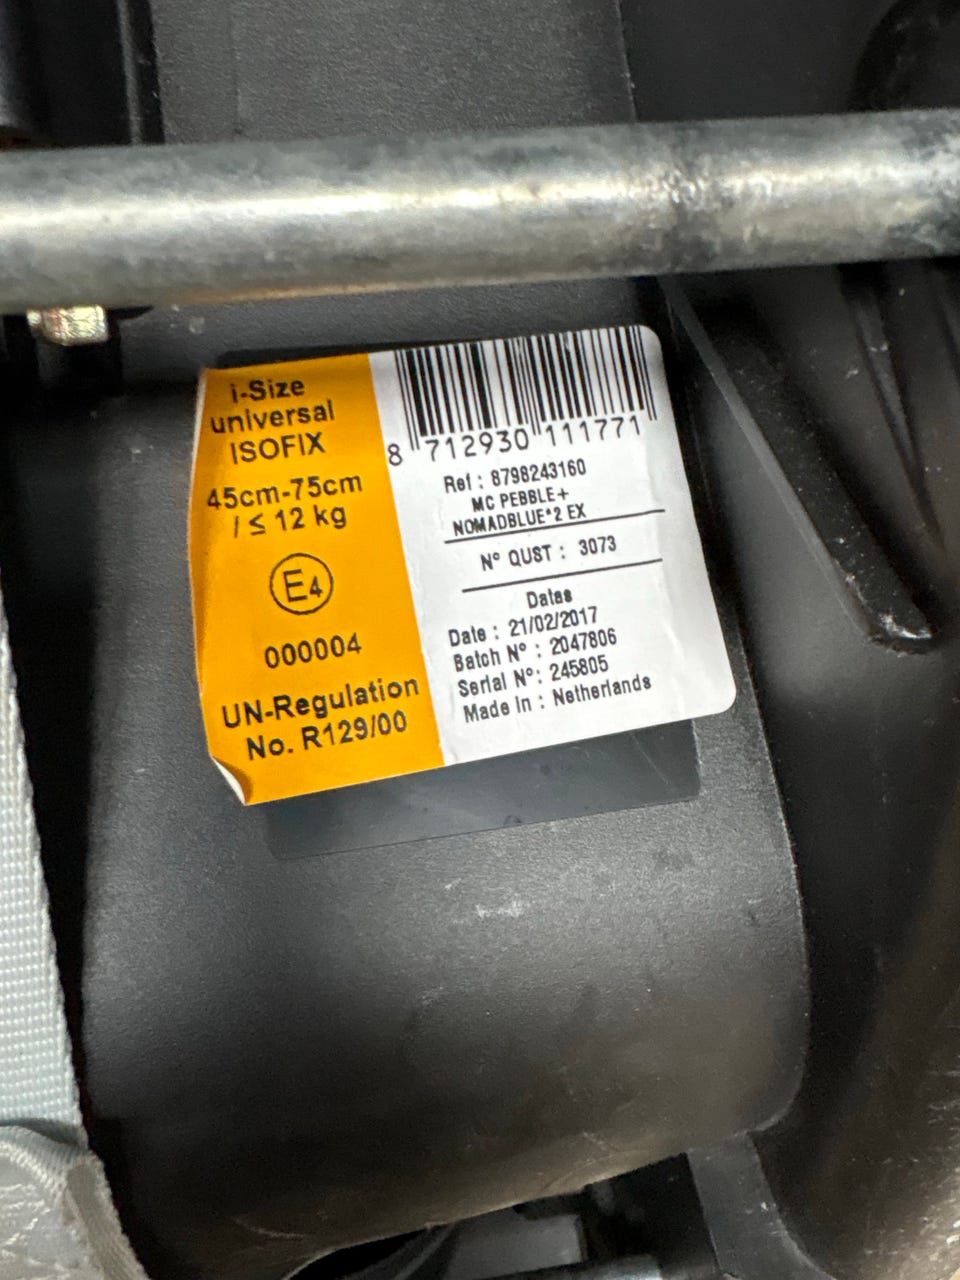 i-Size
universal
ISOFIX
45cm-75cm
/ ≤ 12 kg
E4
000004
UN-Regulation
No. R129/00
8 712930 111771
Ref : 8798243160
MC PEBBLE+
NOMADBLUE*2 EX
N° QUST : 3073
Dates
Date : 21/02/2017
Batch N° : 2047806
Serial N° : 245805
Made in : Netherlands